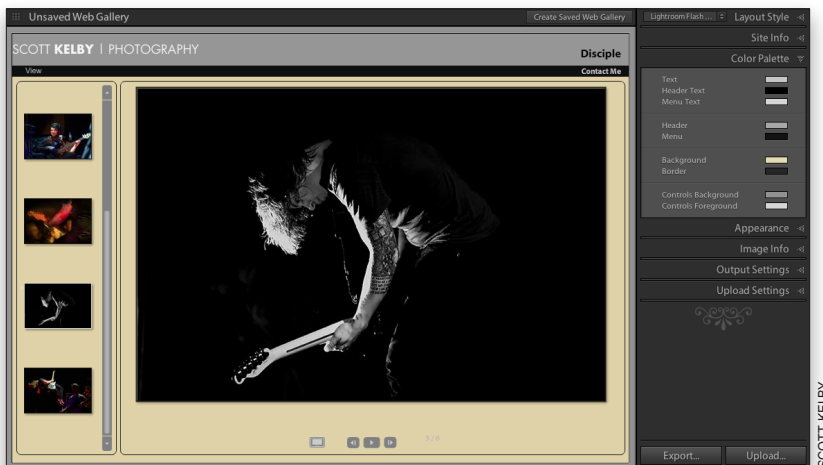 Unsaved Web Gallery
Create Saved Web Gallery
SCOTT KELBY | PHOTOGRAPHY
Disciple
View
Contact Me
Lightroom Flash ...
Layout Style
Site Info
Color Palette
Text
Header Text
Menu Text
Header
Menu
Background
Border
Controls Background
Controls Foreground
Appearance
Image Info
Output Settings
Upload Settings
Export...
Upload...
SCOTT KELBY